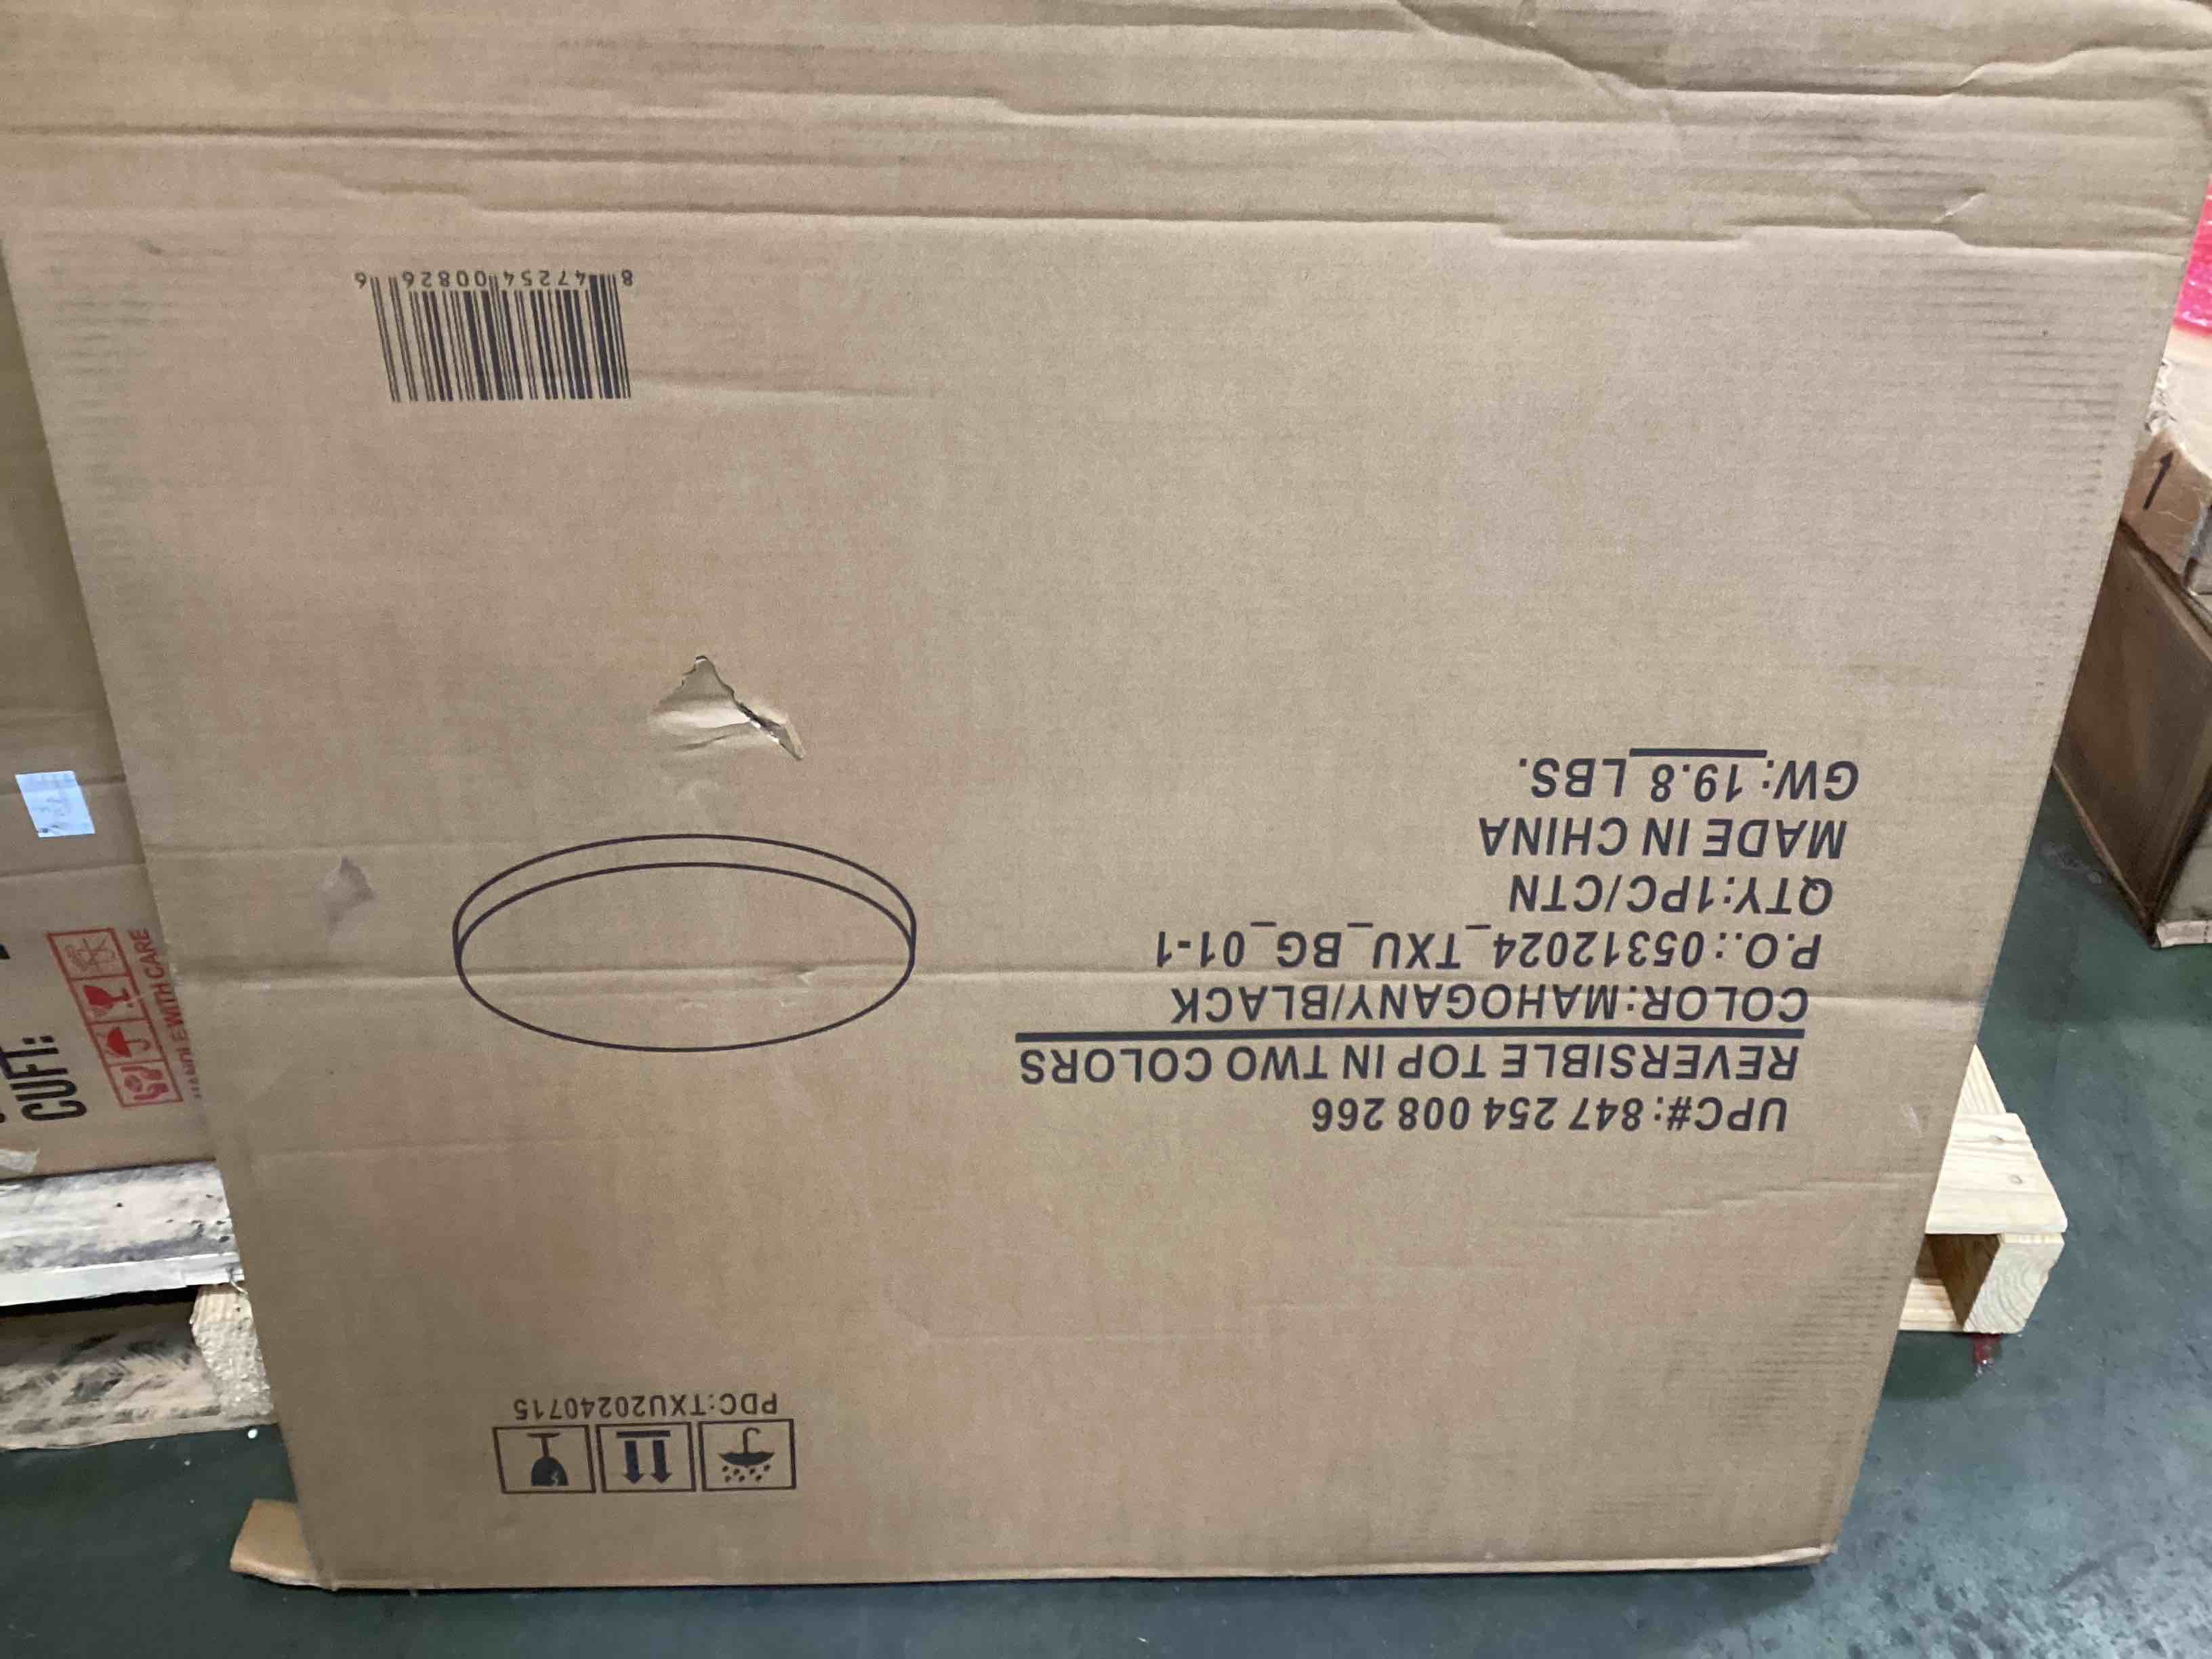 PDC:TXU20240715
UPC#:847 254 008 266
REVERSIBLE TOP IN TWO COLORS
COLOR:MAHOGANY/BLACK
P.O.:05312024_TXU_BG_01-1
QTY:1PC/CTN
MADE IN CHINA
GW: 19.8 LBS.
8 47254 00826 6
CUFT:
HANDLE WITH CARE
1